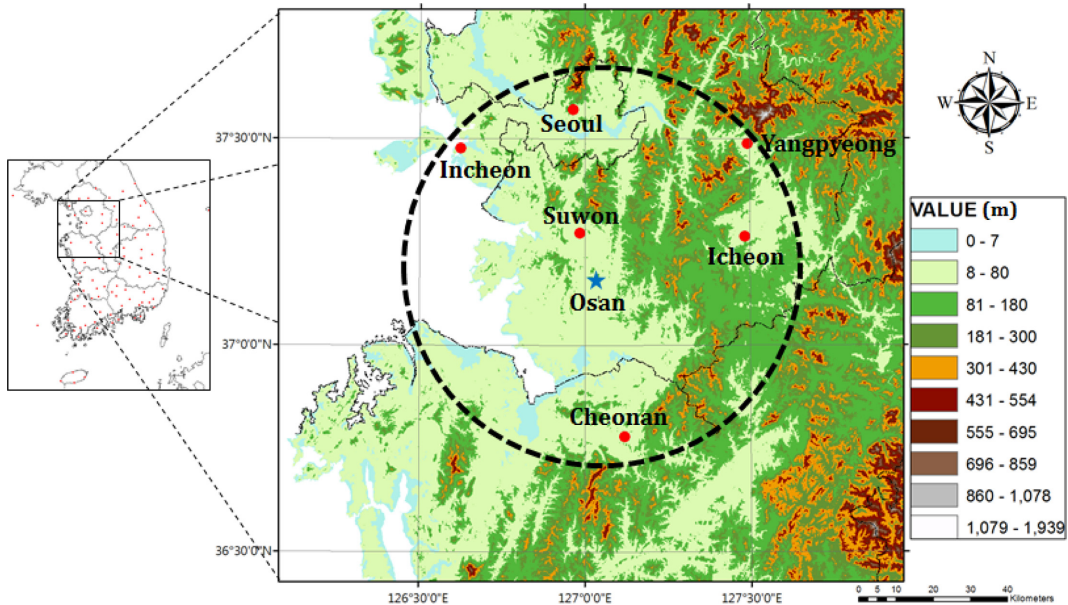 N
W E
S
37°30'0"N
37°0'0"N
36°30'0"N
126°30'0"E
127°0'0"E
127°30'0"E
Seoul
Incheon
Yangpyeong
Suwon
Icheon
Osan
Cheonan
VALUE (m)
0 - 7
8 - 80
81 - 180
181 - 300
301 - 430
431 - 554
555 - 695
696 - 859
860 - 1,078
1,079 - 1,939
0 5 10 20 30 40
Kilometers